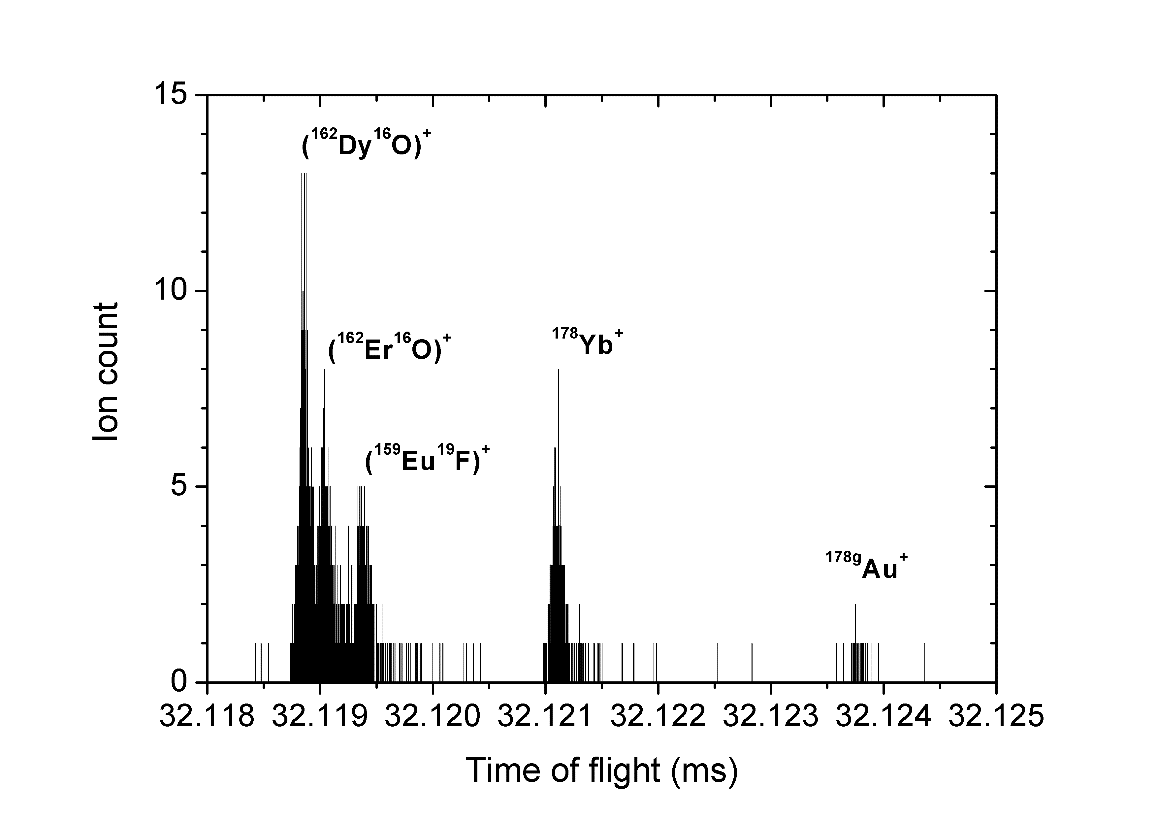 15
(¹⁶²Dy¹⁶O)⁺
10
(¹⁶²Er¹⁶O)⁺
¹⁷⁸Yb⁺
Ion count
(¹⁵⁹Eu¹⁹F)⁺
5
¹⁷⁸ᵍAu⁺
0
32.118 32.119 32.120 32.121 32.122 32.123 32.124 32.125
Time of flight (ms)